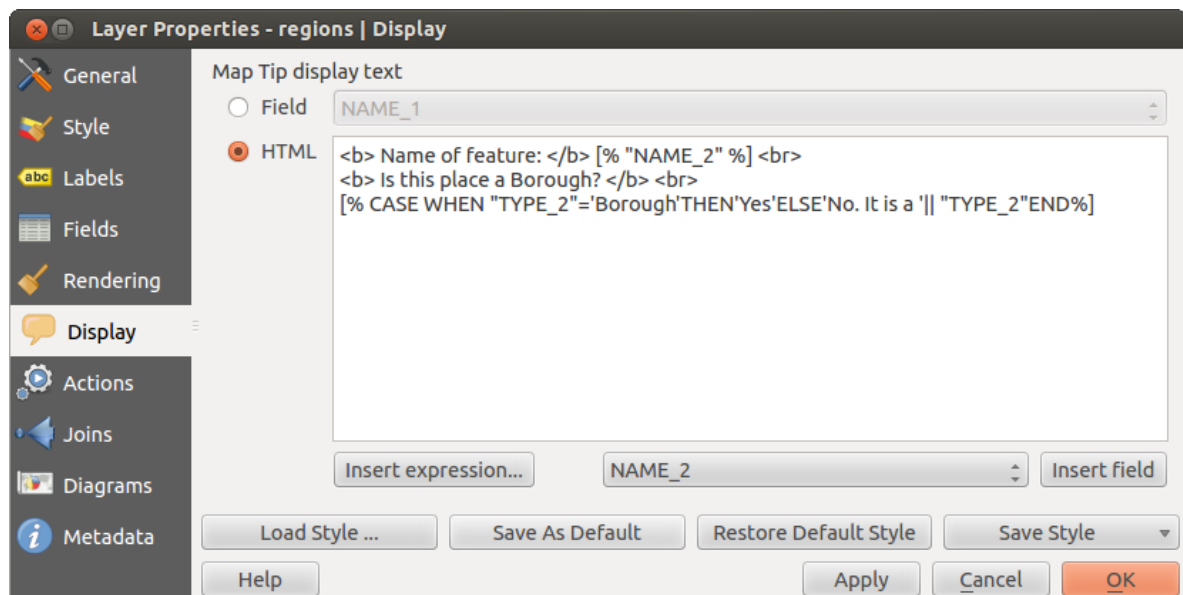 Layer Properties - regions | Display
General
Style
abc Labels
Fields
Rendering
Display
Actions
Joins
Diagrams
i Metadata
Map Tip display text
Field NAME_1
HTML
<b> Name of feature: </b> [% "NAME_2" %] <br>
<b> Is this place a Borough? </b> <br>
[% CASE WHEN "TYPE_2"='Borough'THEN'Yes'ELSE'No. It is a '|| "TYPE_2"END%]
Insert expression... NAME_2 Insert field
Load Style ... Save As Default Restore Default Style Save Style
Help Apply Cancel OK